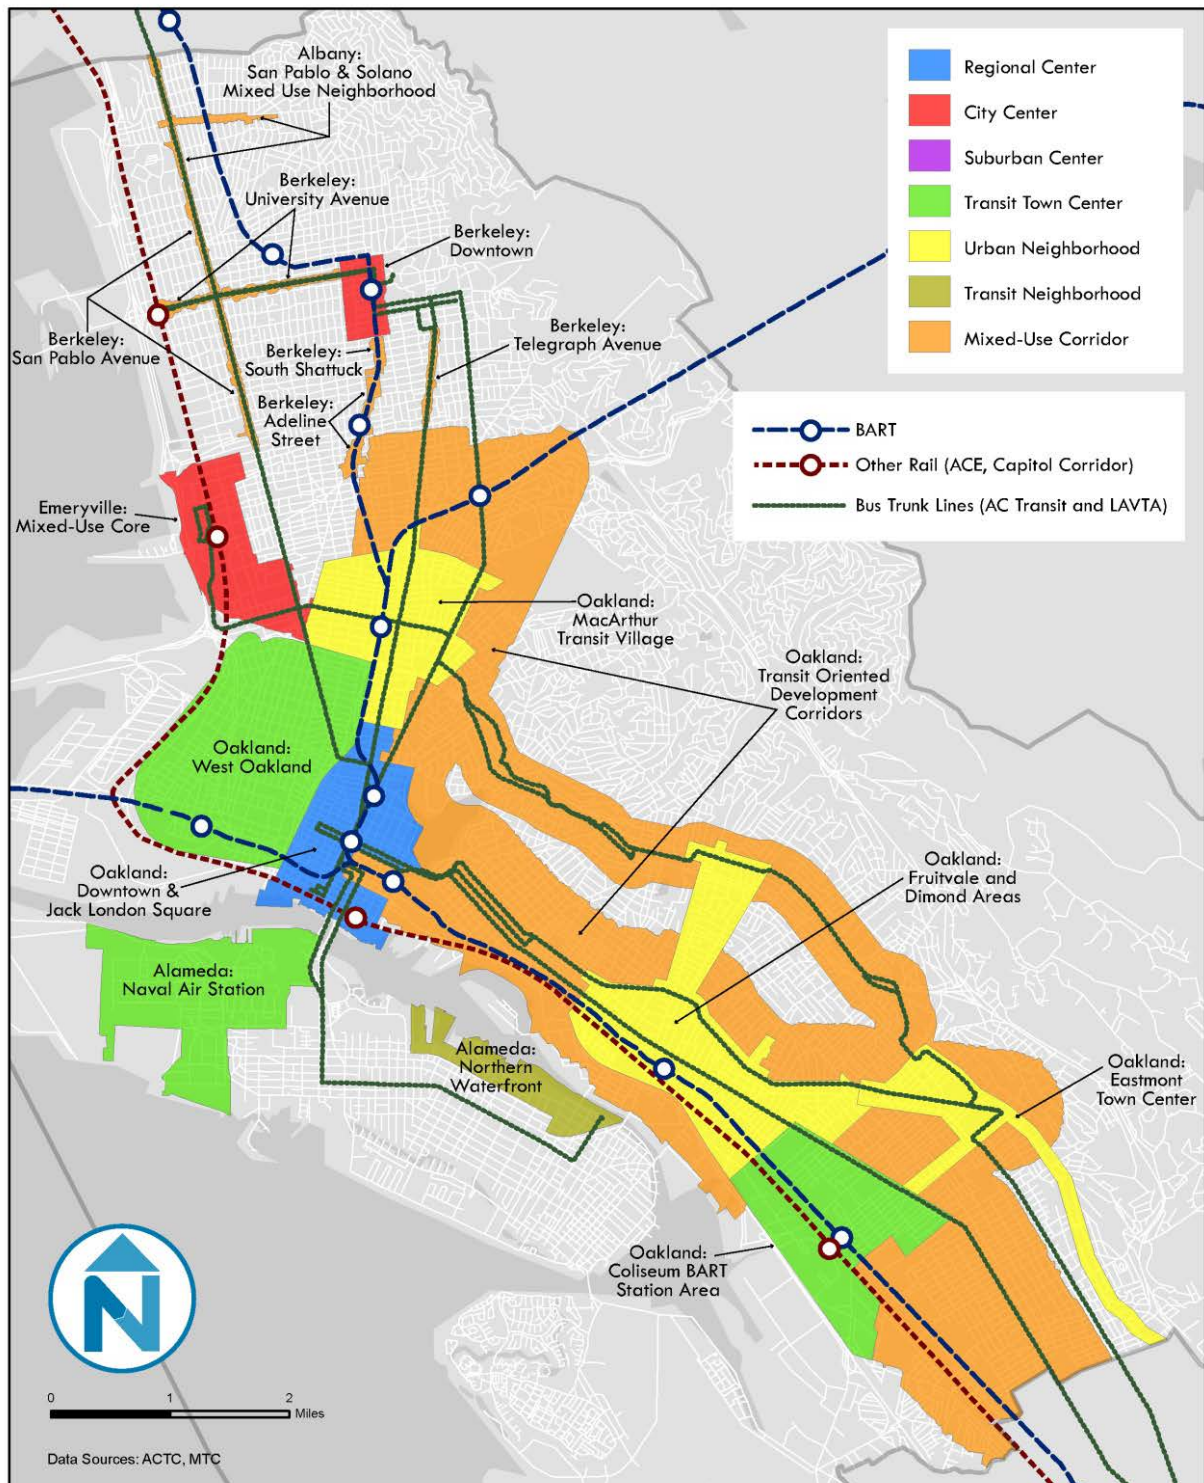 Albany:
San Pablo & Solano
Mixed Use Neighborhood
Berkeley:
University Avenue
Berkeley:
Downtown
Berkeley:
San Pablo Avenue
Berkeley:
South Shattuck
Berkeley:
Telegraph Avenue
Berkeley:
Adeline
Street
Emeryville:
Mixed-Use Core
Oakland:
MacArthur
Transit Village
Oakland:
Transit Oriented
Development
Corridors
Oakland:
West Oakland
Oakland:
Downtown &
Jack London Square
Oakland:
Fruitvale and
Dimond Areas
Alameda:
Naval Air Station
Alameda:
Northern
Waterfront
Oakland:
Eastmont
Town Center
Oakland:
Coliseum BART
Station Area
Regional Center
City Center
Suburban Center
Transit Town Center
Urban Neighborhood
Transit Neighborhood
Mixed-Use Corridor
BART
Other Rail (ACE, Capitol Corridor)
Bus Trunk Lines (AC Transit and LAVTA)
N
0 1 2
Miles
Data Sources: ACTC, MTC